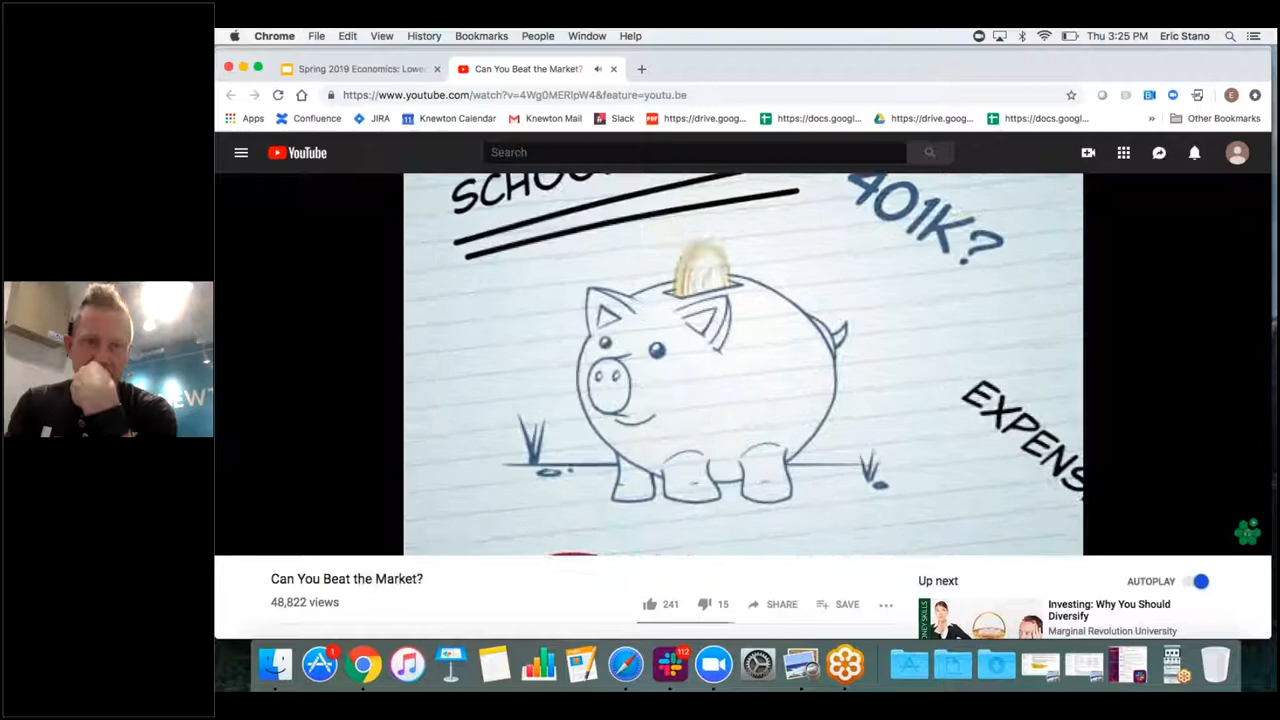 Chrome File Edit View History Bookmarks People Window Help Thu 3:25 PM Eric Stano
Spring 2019 Economics: Lowe Can You Beat the Market?
https://www.youtube.com/watch?v=4Wg0MERlpW4&feature=youtu.be
Apps Confluence JIRA Knewton Calendar Knewton Mail Slack https://drive.goog... https://docs.googl... https://drive.goog... https://docs.goog... » Other Bookmarks
YouTube Search
SCHOO
401K?
EXPENS
Can You Beat the Market?
48,822 views
241 15 SHARE SAVE
Up next AUTOPLAY
Investing: Why You Should
Diversify
Marginal Revolution University
112
1